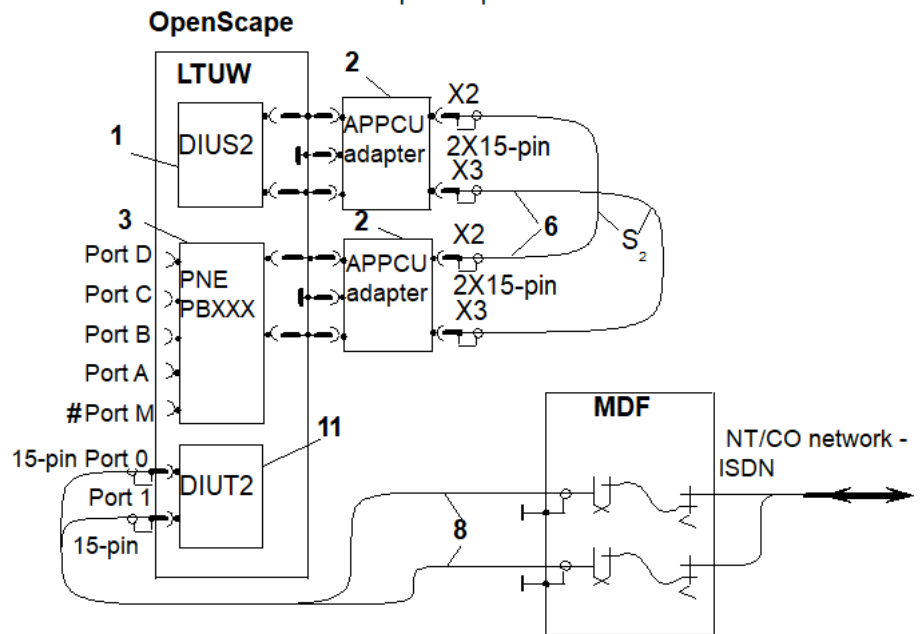 OpenScape
LTUW
2
X2
1
DIUS2
APPCU
adapter
2X15-pin
X3
3
2
6
S2
Port D
X2
PNE
PBXXX
APPCU
adapter
2X15-pin
Port C
X3
Port B
Port A
#Port M
MDF
11
NT/CO network -
ISDN
15-pin Port 0
DIUT2
Port 1
15-pin
8